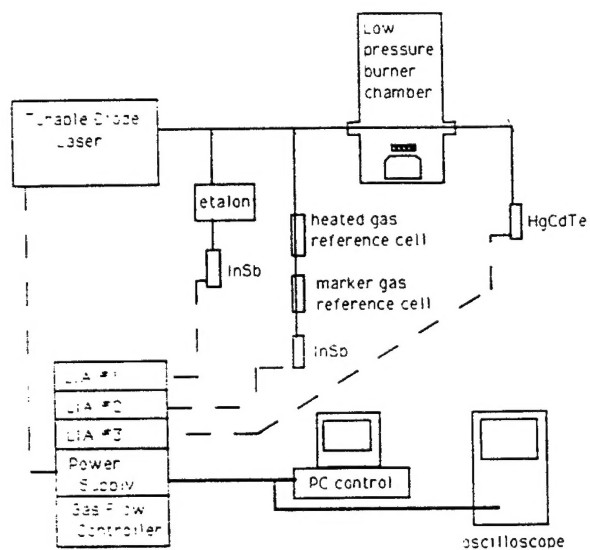 Low
pressure
burner
chamber
Tunable Diode
Laser
etalon
heated gas
reference cell
HgCdTe
InSb
marker gas
reference cell
InSb
LIA #1
LIA #2
LIA #3
Power
Supply
PC control
Gas Flow
Controller
oscilloscope